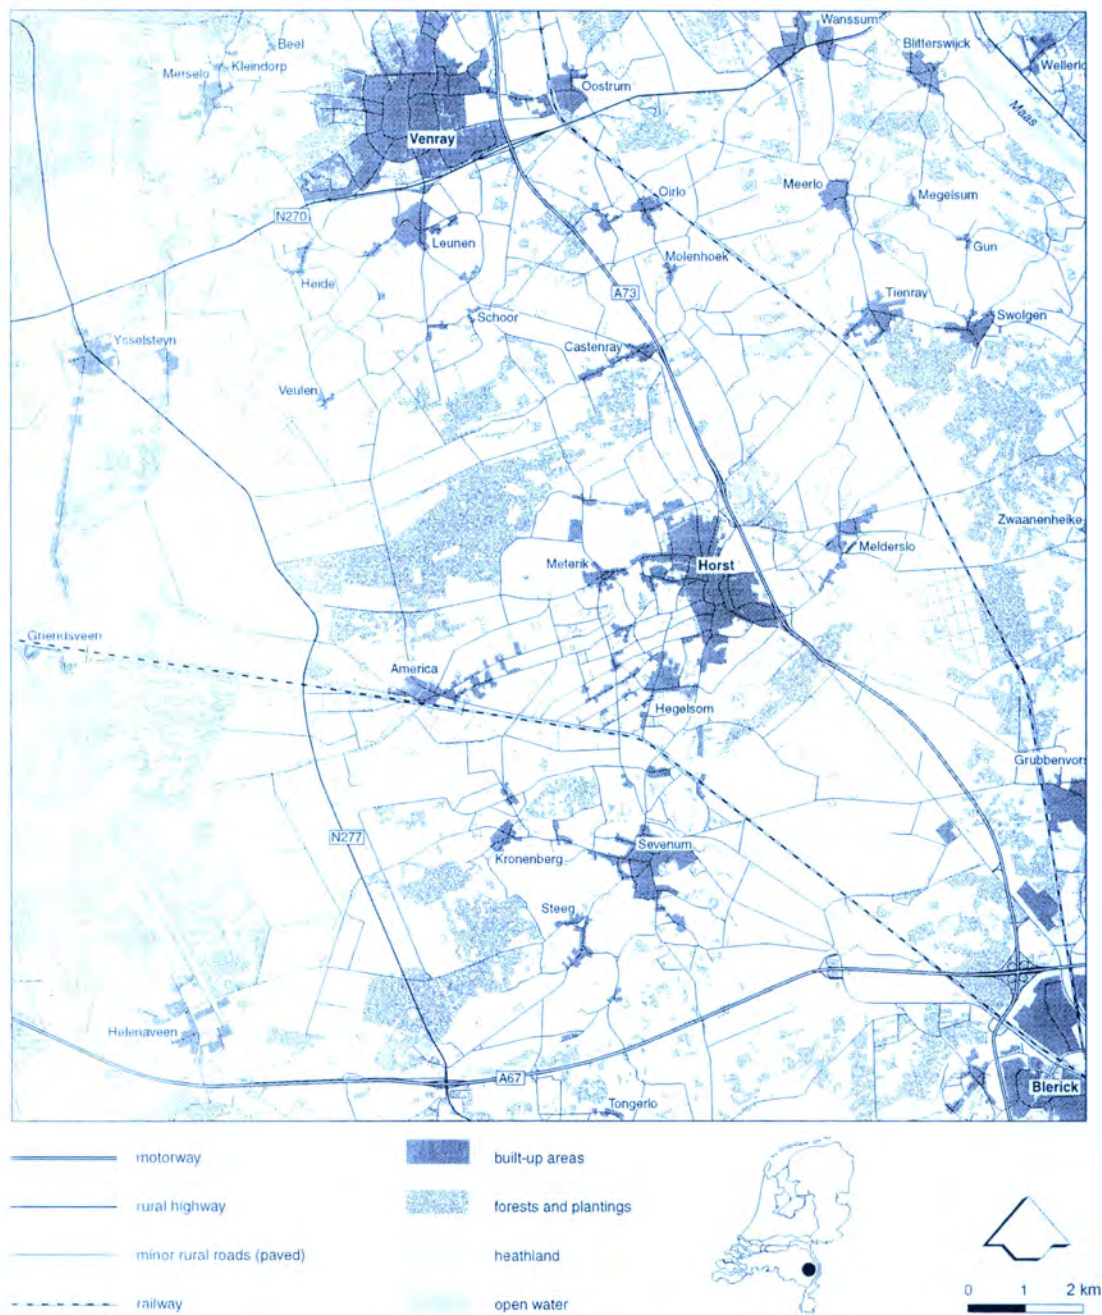 Wanssum
Beel
Blitterswijck
Kleindorp
Merselo
Oostrum
Maas
Venray
Meerlo
Oirlo
Megelsum
N270
Leunen
Gun
Molenhoek
Heide
A73
Tienray
Schoor
Swolgen
Ysselsteyn
Castenray
Veulen
Zwaanenheike
Melderslo
Meterik
Horst
Griendsveen
America
Hegelsom
Grubbenvors
N277
Sevenum
Kronenberg
Steeg
Helenaveen
A67
Blerick
Tongerlo
motorway
built-up areas
rural highway
forests and plantings
minor rural roads (paved)
heathland
railway
open water
0 1 2 km